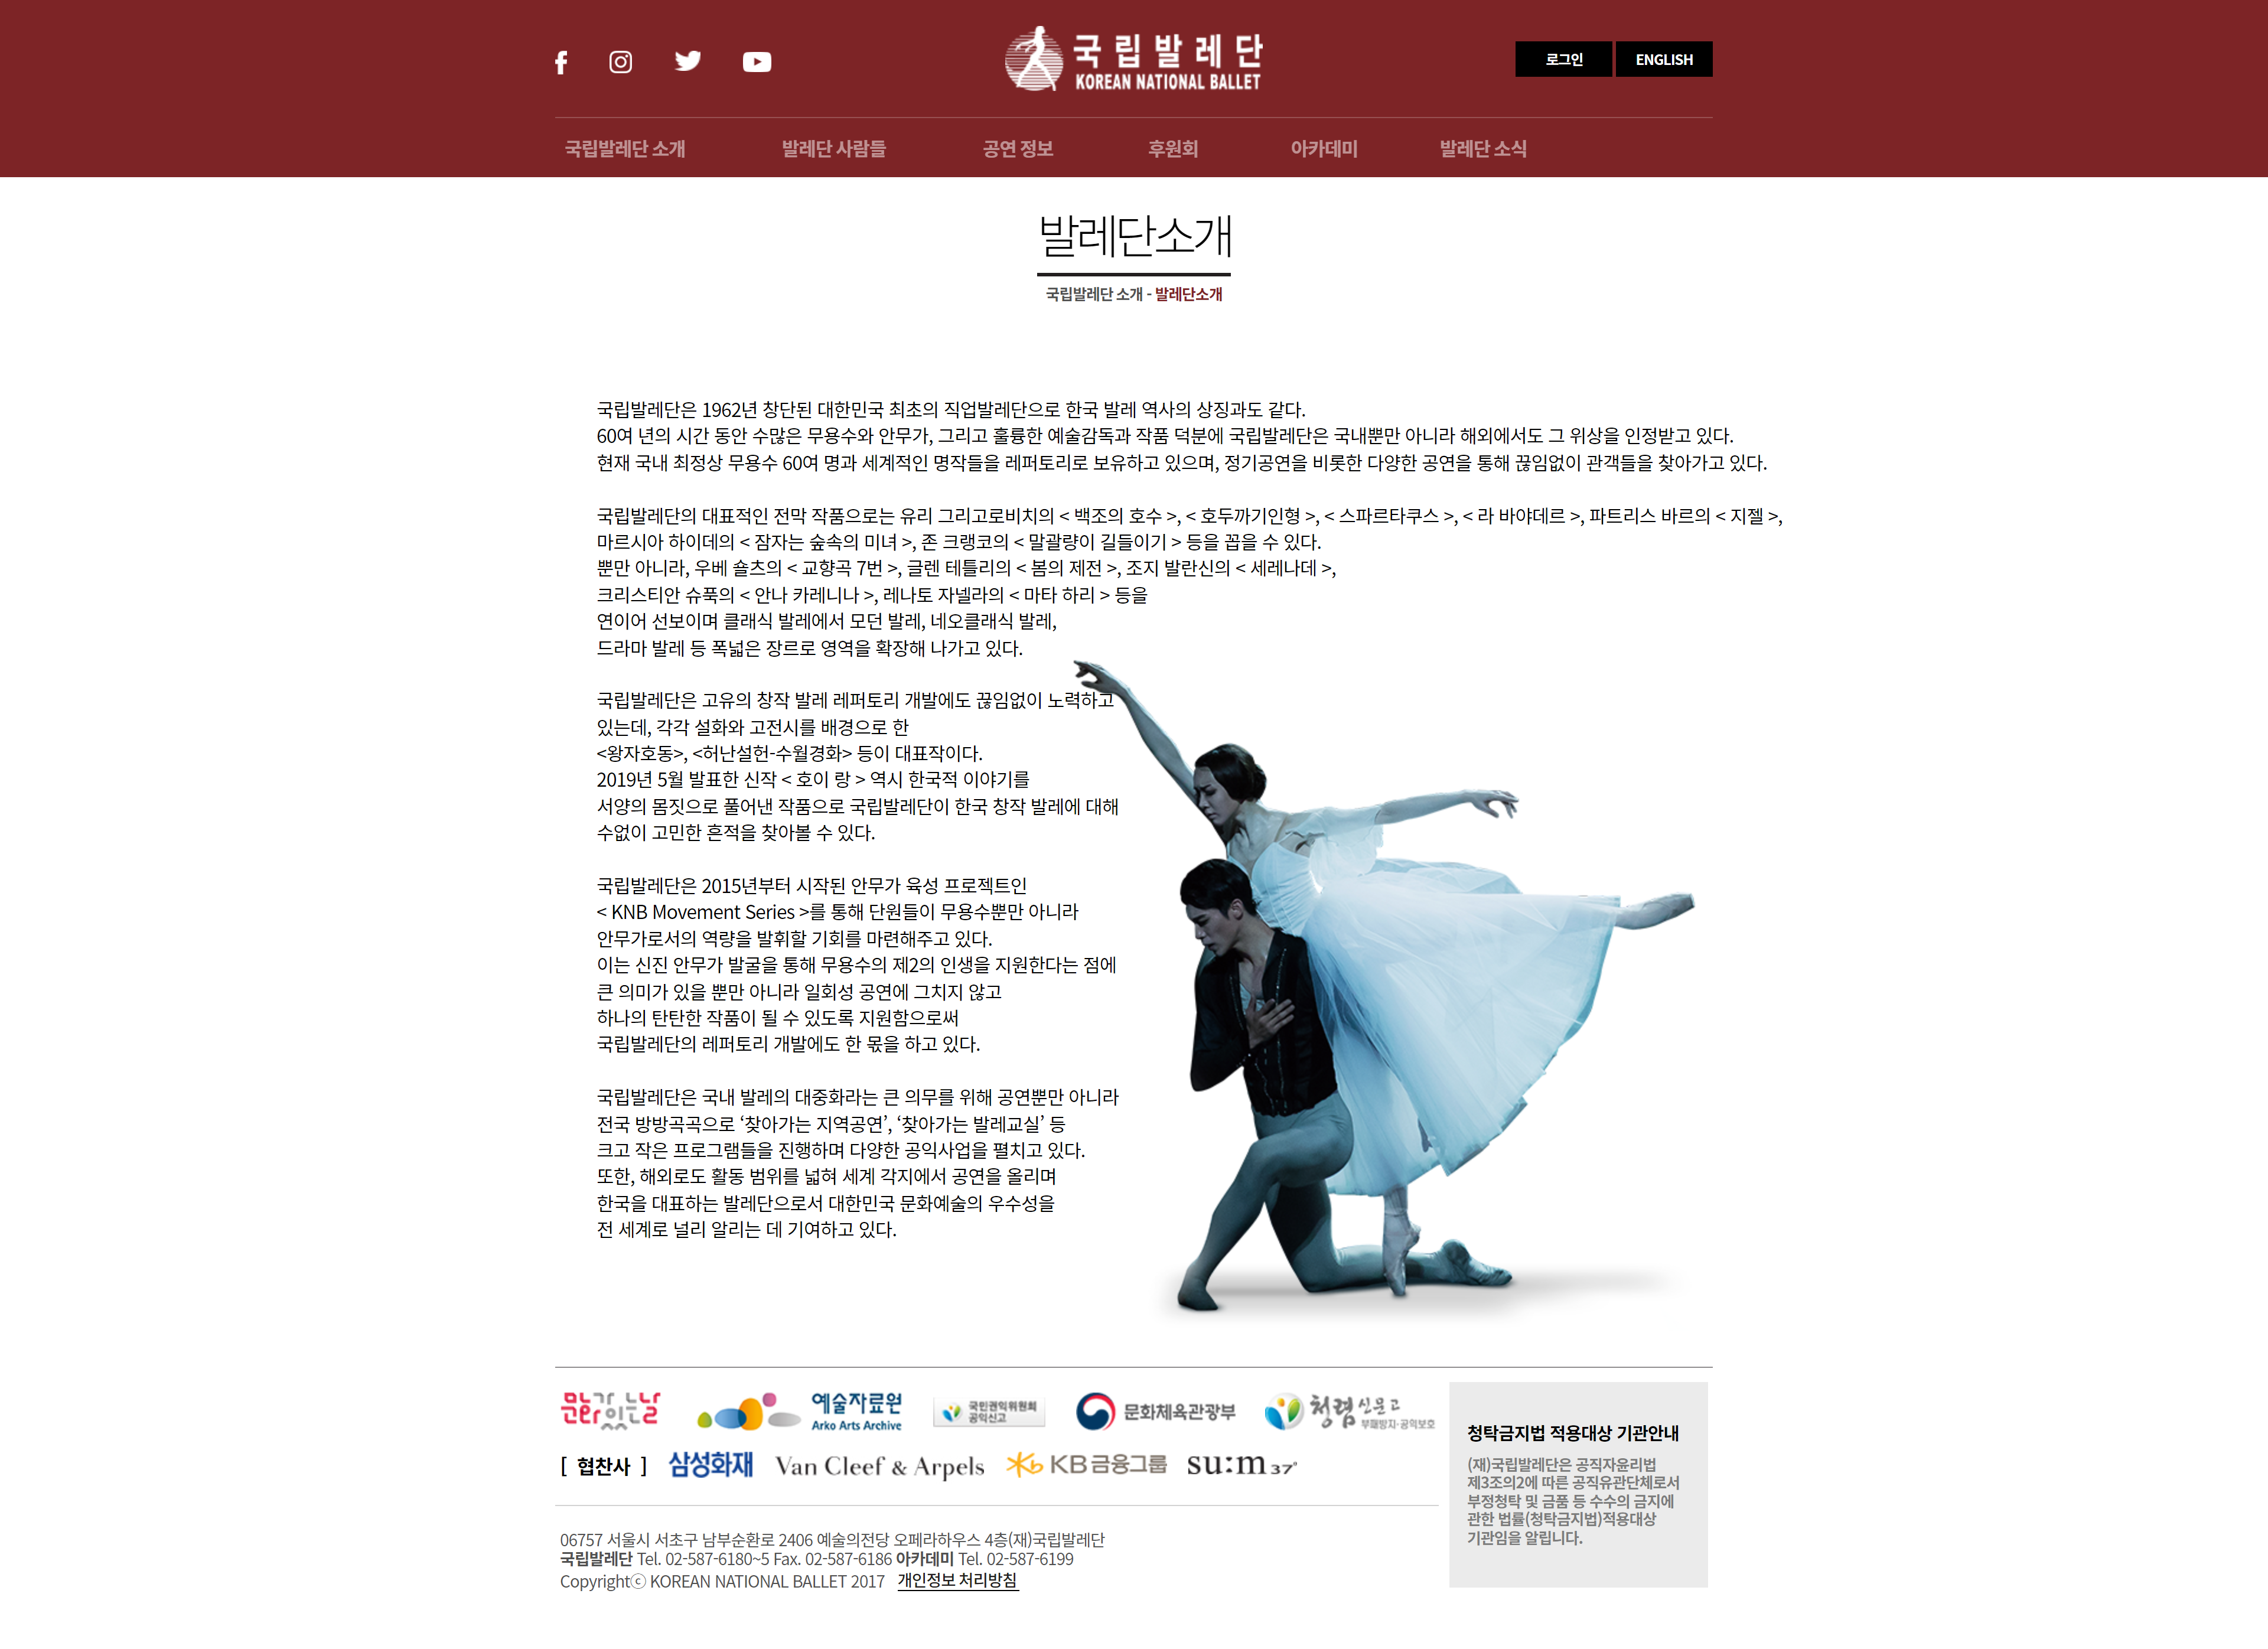 국립발레단
KOREAN NATIONAL BALLET
로그인
ENGLISH
국립발레단 소개
발레단 사람들
공연 정보
후원회
아카데미
발레단 소식
발레단소개
국립발레단 소개 - 발레단소개
국립발레단은 1962년 창단된 대한민국 최초의 직업발레단으로 한국 발레 역사의 상징과도 같다.
60여 년의 시간 동안 수많은 무용수와 안무가, 그리고 훌륭한 예술감독과 작품 덕분에 국립발레단은 국내뿐만 아니라 해외에서도 그 위상을 인정받고 있다.
현재 국내 최정상 무용수 60여 명과 세계적인 명작들을 레퍼토리로 보유하고 있으며, 정기공연을 비롯한 다양한 공연을 통해 끊임없이 관객들을 찾아가고 있다.
국립발레단의 대표적인 전막 작품으로는 유리 그리고로비치의 < 백조의 호수 >, < 호두까기인형 >, < 스파르타쿠스 >, < 라 바야데르 >, 파트리스 바르의 < 지젤 >,
마르시아 하이데의 < 잠자는 숲속의 미녀 >, 존 크랭코의 < 말괄량이 길들이기 > 등을 꼽을 수 있다.
뿐만 아니라, 우베 숄츠의 < 교향곡 7번 >, 글렌 테틀리의 < 봄의 제전 >, 조지 발란신의 < 세레나데 >,
크리스티안 슈푹의 < 안나 카레니나 >, 레나토 자넬라의 < 마타 하리 > 등을
연이어 선보이며 클래식 발레에서 모던 발레, 네오클래식 발레,
드라마 발레 등 폭넓은 장르로 영역을 확장해 나가고 있다.
국립발레단은 고유의 창작 발레 레퍼토리 개발에도 끊임없이 노력하고
있는데, 각각 설화와 고전시를 배경으로 한
<왕자호동>, <허난설헌-수월경화> 등이 대표작이다.
2019년 5월 발표한 신작 < 호이 랑 > 역시 한국적 이야기를
서양의 몸짓으로 풀어낸 작품으로 국립발레단이 한국 창작 발레에 대해
수없이 고민한 흔적을 찾아볼 수 있다.
국립발레단은 2015년부터 시작된 안무가 육성 프로젝트인
< KNB Movement Series >를 통해 단원들이 무용수뿐만 아니라
안무가로서의 역량을 발휘할 기회를 마련해주고 있다.
이는 신진 안무가 발굴을 통해 무용수의 제2의 인생을 지원한다는 점에
큰 의미가 있을 뿐만 아니라 일회성 공연에 그치지 않고
하나의 탄탄한 작품이 될 수 있도록 지원함으로써
국립발레단의 레퍼토리 개발에도 한 몫을 하고 있다.
국립발레단은 국내 발레의 대중화라는 큰 의무를 위해 공연뿐만 아니라
전국 방방곡곡으로 ‘찾아가는 지역공연’, ‘찾아가는 발레교실’ 등
크고 작은 프로그램들을 진행하며 다양한 공익사업을 펼치고 있다.
또한, 해외로도 활동 범위를 넓혀 세계 각지에서 공연을 올리며
한국을 대표하는 발레단으로서 대한민국 문화예술의 우수성을
전 세계로 널리 알리는 데 기여하고 있다.
문화가 있는 날
예술자료원
Arko Arts Archive
국민권익위원회
공익신고
문화체육관광부
청렴신문고
부패방지·공익보호
[ 협찬사 ]
삼성화재
Van Cleef & Arpels
KB금융그룹
su:m37°
청탁금지법 적용대상 기관안내
(재)국립발레단은 공직자윤리법
제3조의2에 따른 공직유관단체로서
부정청탁 및 금품 등 수수의 금지에
관한 법률(청탁금지법)적용대상
기관임을 알립니다.
06757 서울시 서초구 남부순환로 2406 예술의전당 오페라하우스 4층(재)국립발레단
국립발레단 Tel. 02-587-6180~5 Fax. 02-587-6186 아카데미 Tel. 02-587-6199
Copyrightⓒ KOREAN NATIONAL BALLET 2017 개인정보 처리방침